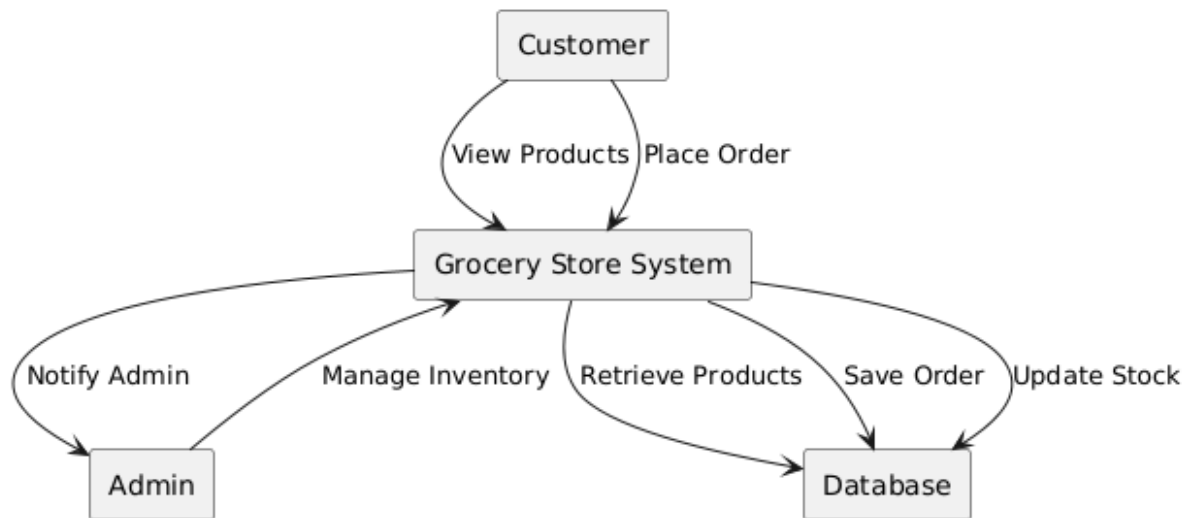 Customer
View Products
Place Order
Grocery Store System
Notify Admin
Manage Inventory
Retrieve Products
Save Order
Update Stock
Admin
Database